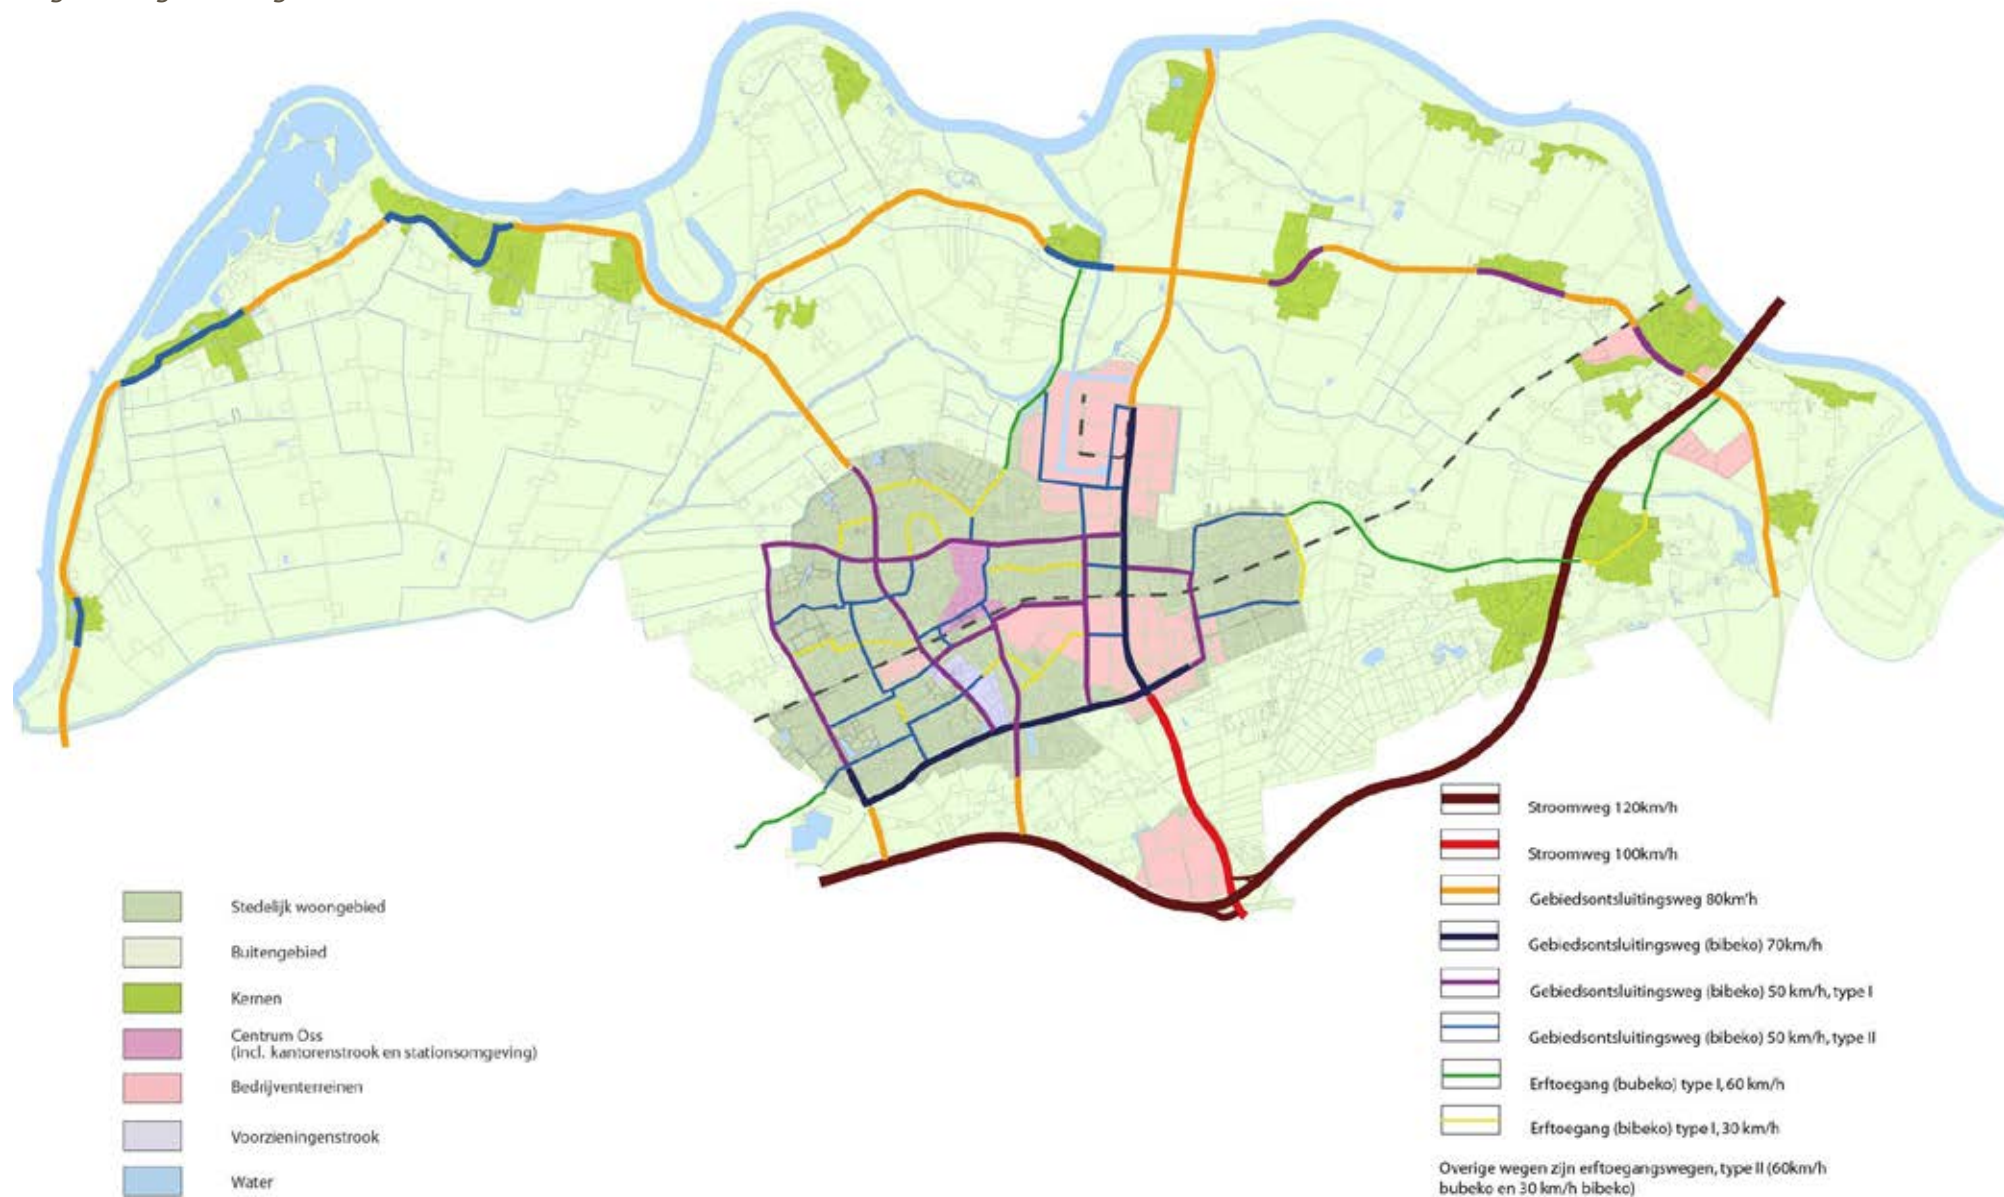 Stedelijk woongebied
Buitengebied
Kernen
Centrum Oss
(incl. kantorenstrook en stationsomgeving)
Bedrijventerreinen
Voorzieningenstrook
Water
Stroomweg 120km/h
Stroomweg 100km/h
Gebiedsontsluitingsweg 80km'h
Gebiedsontsluitingsweg (bibeko) 70km/h
Gebiedsontsluitingsweg (bibeko) 50 km/h, type I
Gebiedsontsluitingsweg (bibeko) 50 km/h, type II
Erftoegang (bubeko) type I, 60 km/h
Erftoegang (bibeko) type I, 30 km/h
Overige wegen zijn erftoegangswegen, type II (60km/h
bubeko en 30 km/h bibeko)